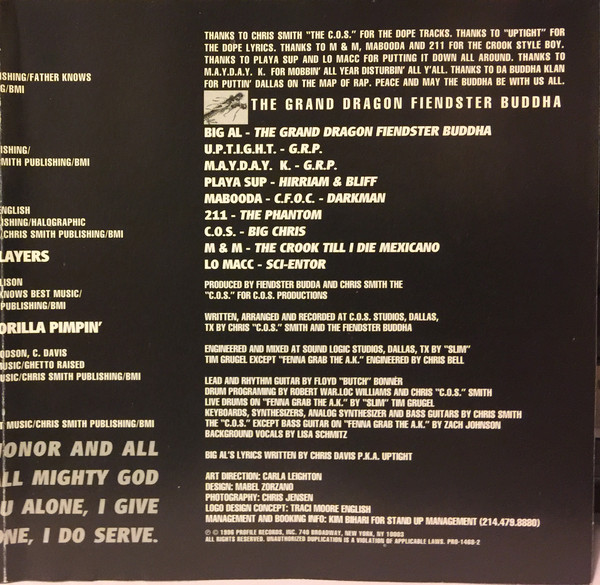 ISHING/FATHER KNOWS
G/BMI
ISHING/
MITH PUBLISHING/BMI
ENGLISH
ISHING/HALOGRAPHIC
CHRIS SMITH PUBLISHING/BMI
LAYERS
LISON
KNOWS BEST MUSIC/
PUBLISHING/BMI
ORILLA PIMPIN'
ODSON, C. DAVIS
MUSIC/GHETTO RAISED
USIC/CHRIS SMITH PUBLISHING/BMI
MUSIC/CHRIS SMITH PUBLISHING/BMI
ONOR AND ALL
LL MIGHTY GOD
U ALONE, I GIVE
ONE, I DO SERVE.
THANKS TO CHRIS SMITH "THE C.O.S." FOR THE DOPE TRACKS. THANKS TO "UPTIGHT" FOR
THE DOPE LYRICS. THANKS TO M & M, MABOODA AND 211 FOR THE CROOK STYLE BOY.
THANKS TO PLAYA SUP AND LO MACC FOR PUTTING IT DOWN ALL AROUND. THANKS TO
M.A.Y.D.A.Y. K. FOR MOBBIN' ALL YEAR DISTURBIN' ALL Y'ALL. THANKS TO DA BUDDHA KLAN
FOR PUTTIN' DALLAS ON THE MAP OF RAP. PEACE AND MAY THE BUDDHA BE WITH US ALL.
THE GRAND DRAGON FIENDSTER BUDDHA
BIG AL - THE GRAND DRAGON FIENDSTER BUDDHA
U.P.T.I.G.H.T. - G.R.P.
M.A.Y.D.A.Y. K. - G.R.P.
PLAYA SUP - HIRRIAM & BLIFF
MABOODA - C.F.O.C. - DARKMAN
211 - THE PHANTOM
C.O.S. - BIG CHRIS
M & M - THE CROOK TILL I DIE MEXICANO
LO MACC - SCI-ENTOR
PRODUCED BY FIENDSTER BUDDA AND CHRIS SMITH THE
"C.O.S." FOR C.O.S. PRODUCTIONS
WRITTEN, ARRANGED AND RECORDED AT C.O.S. STUDIOS, DALLAS,
TX BY CHRIS "C.O.S." SMITH AND THE FIENDSTER BUDDHA
ENGINEERED AND MIXED AT SOUND LOGIC STUDIOS, DALLAS, TX BY "SLIM"
TIM GRUGEL EXCEPT "FENNA GRAB THE A.K." ENGINEERED BY CHRIS BELL
LEAD AND RHYTHM GUITAR BY FLOYD "BUTCH" BONNÉR
DRUM PROGRAMING BY ROBERT WAR.LOC WILLIAMS AND CHRIS "C.O.S." SMITH
LIVE DRUMS ON "FENNA GRAB THE A.K." BY "SLIM" TIM GRUGEL
KEYBOARDS, SYNTHESIZERS, ANALOG SYNTHESIZER AND BASS GUITARS BY CHRIS SMITH
THE "C.O.S." EXCEPT BASS GUITAR ON "FENNA GRAB THE A.K." BY ZACH JOHNSON
BACKGROUND VOCALS BY LISA SCHMITZ
BIG AL'S LYRICS WRITTEN BY CHRIS DAVIS P.K.A. UPTIGHT
ART DIRECTION: CARLA LEIGHTON
DESIGN: MABEL ZORZANO
PHOTOGRAPHY: CHRIS JENSEN
LOGO DESIGN CONCEPT: TRACI MOORE ENGLISH
MANAGEMENT AND BOOKING INFO: KIM BIHARI FOR STAND UP MANAGEMENT (214.479.8880)
℗ © 1996 PROFILE RECORDS, INC. 740 BROADWAY, NEW YORK, NY 10003
ALL RIGHTS RESERVED. UNAUTHORIZED DUPLICATION IS A VIOLATION OF APPLICABLE LAWS. PRO-1468-2